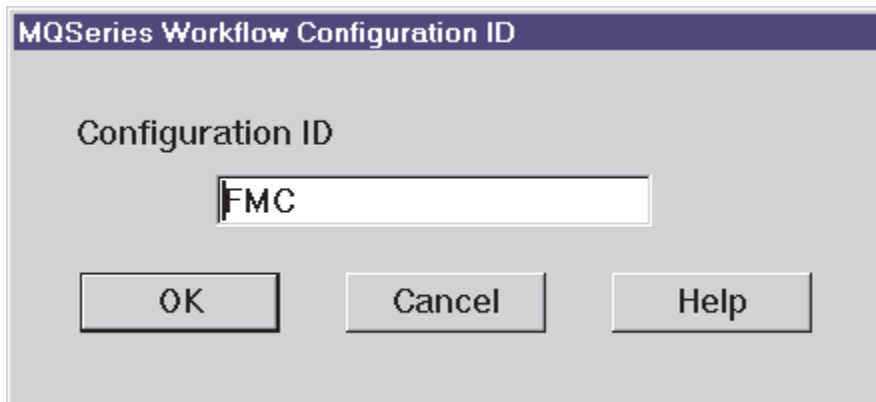 MQSeries Workflow Configuration ID
Configuration ID
FMC
OK Cancel Help